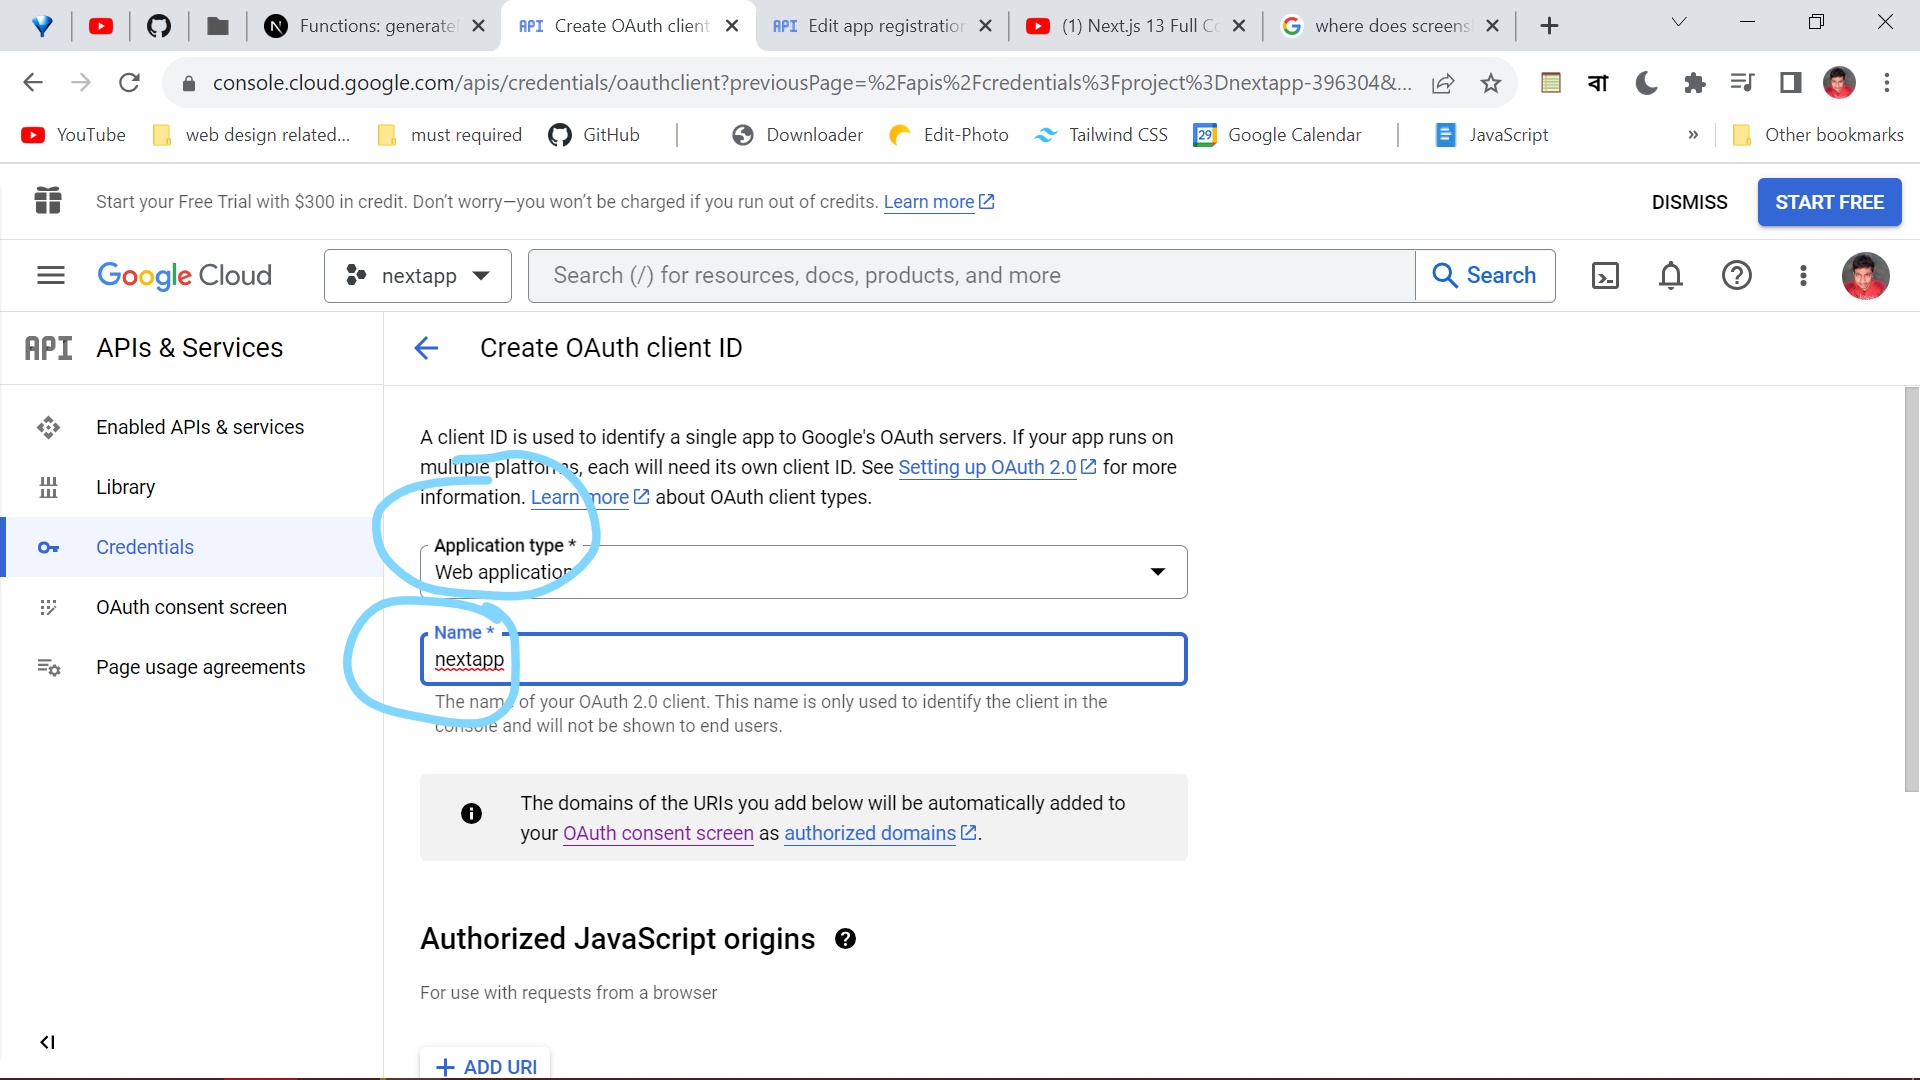 Functions: generate
API Create OAuth client
API Edit app registration
(1) Next.js 13 Full Co
where does screens
console.cloud.google.com/apis/credentials/oauthclient?previousPage=%2Fapis%2Fcredentials%3Fproject%3Dnextapp-396304&...
বা
YouTube
web design related...
must required
GitHub
Downloader
Edit-Photo
Tailwind CSS
29 Google Calendar
JavaScript
»
Other bookmarks
Start your Free Trial with $300 in credit. Don't worry—you won't be charged if you run out of credits. Learn more
DISMISS
START FREE
Google Cloud
nextapp
Search (/) for resources, docs, products, and more
Search
API APIs & Services
Create OAuth client ID
Enabled APIs & services
Library
Credentials
OAuth consent screen
Page usage agreements
A client ID is used to identify a single app to Google's OAuth servers. If your app runs on
multiple platforms, each will need its own client ID. See Setting up OAuth 2.0 for more
information. Learn more about OAuth client types.
Application type *
Web application
Name *
nextapp
The name of your OAuth 2.0 client. This name is only used to identify the client in the
console and will not be shown to end users.
The domains of the URIs you add below will be automatically added to
your OAuth consent screen as authorized domains.
Authorized JavaScript origins
For use with requests from a browser
+ ADD URI